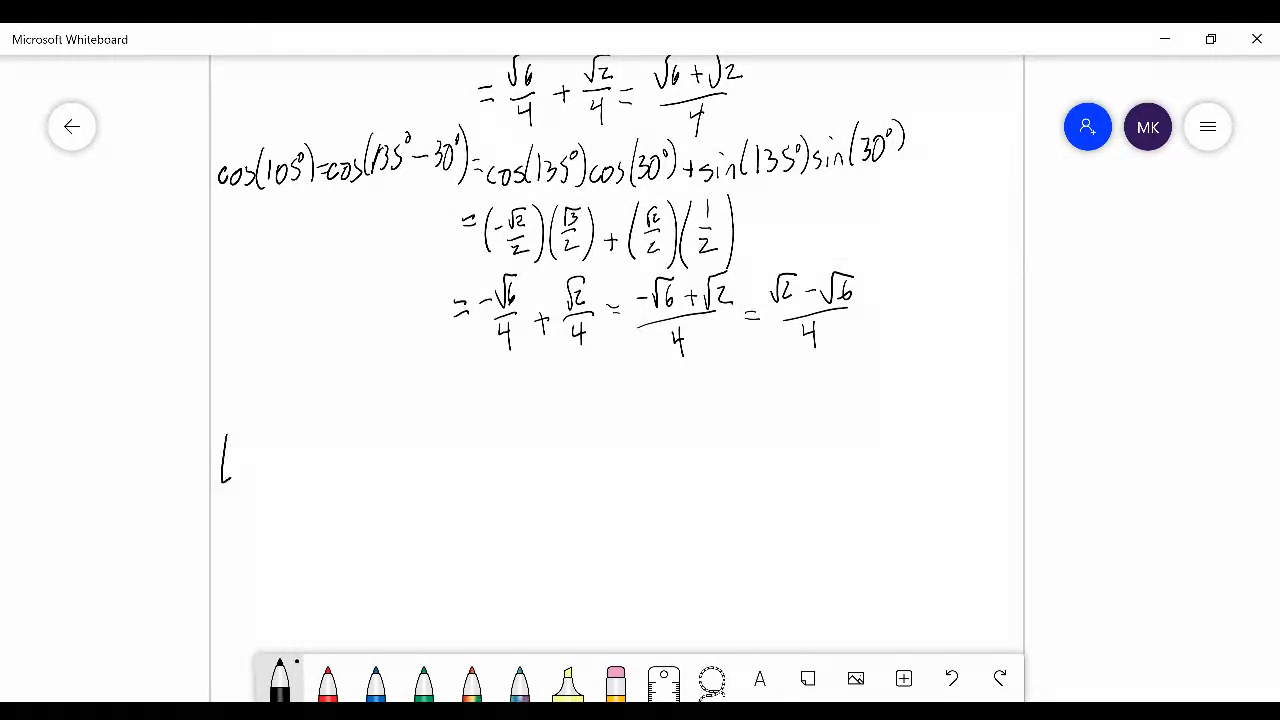 Microsoft Whiteboard
= √6/4 + √2/4 = (√6 + √2)/4
MK
cos(105°)=cos(135° − 30°)=cos(135°)cos(30°)+sin(135°)sin(30°)
= (−√2/2)(√3/2) + (√2/2)(1/2)
= −√6/4 + √2/4 = (−√6 + √2)/4 = (√2 − √6)/4
A